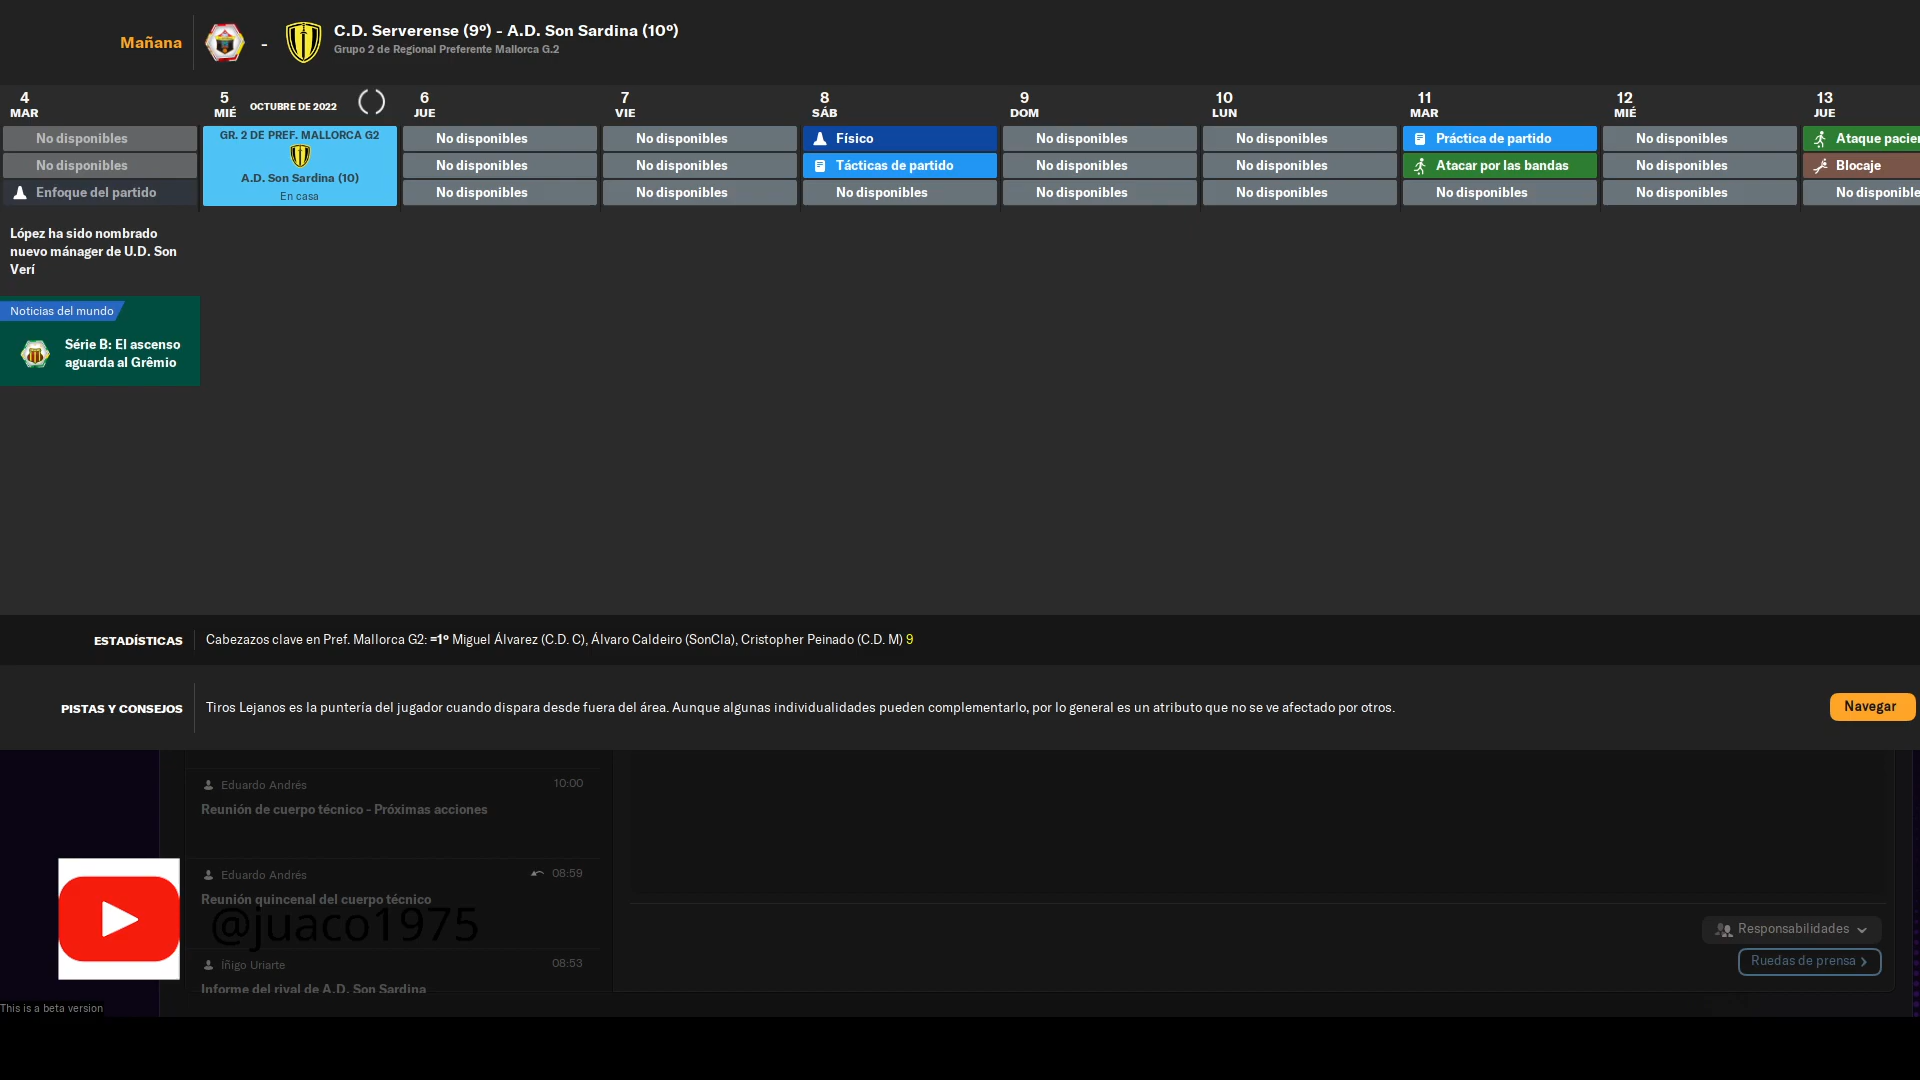 Mañana
-
C.D. Serverense (9º) - A.D. Son Sardina (10º)
Grupo 2 de Regional Preferente Mallorca G.2
4
MAR
5
MIÉ
OCTUBRE DE 2022
6
JUE
7
VIE
8
SÁB
9
DOM
10
LUN
11
MAR
12
MIÉ
13
JUE
No disponibles
No disponibles
Enfoque del partido
GR. 2 DE PREF. MALLORCA G2
A.D. Son Sardina (10)
En casa
No disponibles
No disponibles
No disponibles
No disponibles
No disponibles
No disponibles
Físico
Tácticas de partido
No disponibles
No disponibles
No disponibles
No disponibles
No disponibles
No disponibles
No disponibles
Práctica de partido
Atacar por las bandas
No disponibles
No disponibles
No disponibles
No disponibles
Ataque pacien
Blocaje
No disponible
López ha sido nombrado
nuevo mánager de U.D. Son
Verí
Noticias del mundo
Série B: El ascenso
aguarda al Grêmio
ESTADÍSTICAS
Cabezazos clave en Pref. Mallorca G2: =1º Miguel Álvarez (C.D. C), Álvaro Caldeiro (SonCla), Cristopher Peinado (C.D. M) 9
PISTAS Y CONSEJOS
Tiros Lejanos es la puntería del jugador cuando dispara desde fuera del área. Aunque algunas individualidades pueden complementarlo, por lo general es un atributo que no se ve afectado por otros.
Navegar
Eduardo Andrés
10:00
Reunión de cuerpo técnico - Próximas acciones
Eduardo Andrés
08:59
Reunión quincenal del cuerpo técnico
@juaco1975
Íñigo Uriarte
08:53
Informe del rival de A.D. Son Sardina
Responsabilidades
Ruedas de prensa
This is a beta version